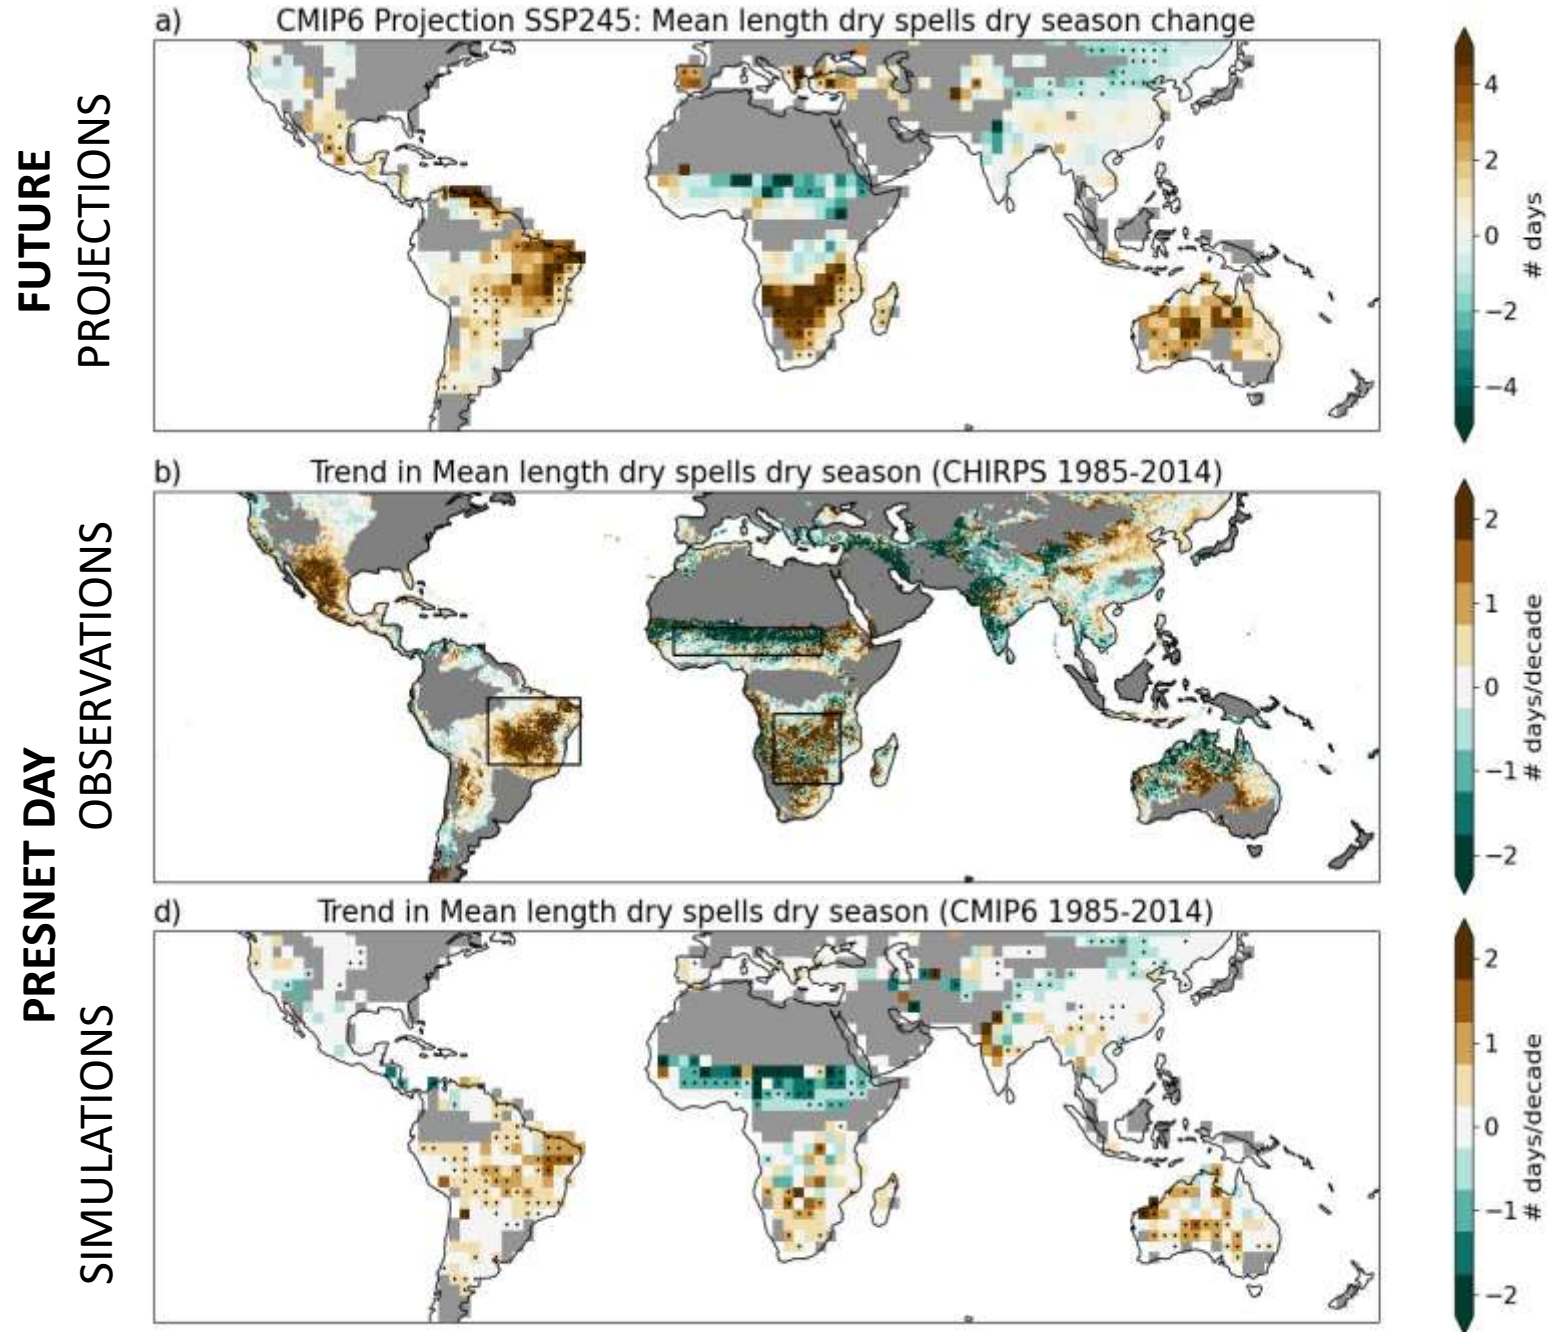 a) CMIP6 Projection SSP245: Mean length dry spells dry season change
FUTURE
PROJECTIONS
4
2
0
−2
−4
# days
b) Trend in Mean length dry spells dry season (CHIRPS 1985-2014)
PRESNET DAY
OBSERVATIONS
2
1
0
−1
−2
# days/decade
d) Trend in Mean length dry spells dry season (CMIP6 1985-2014)
SIMULATIONS
2
1
0
−1
−2
# days/decade